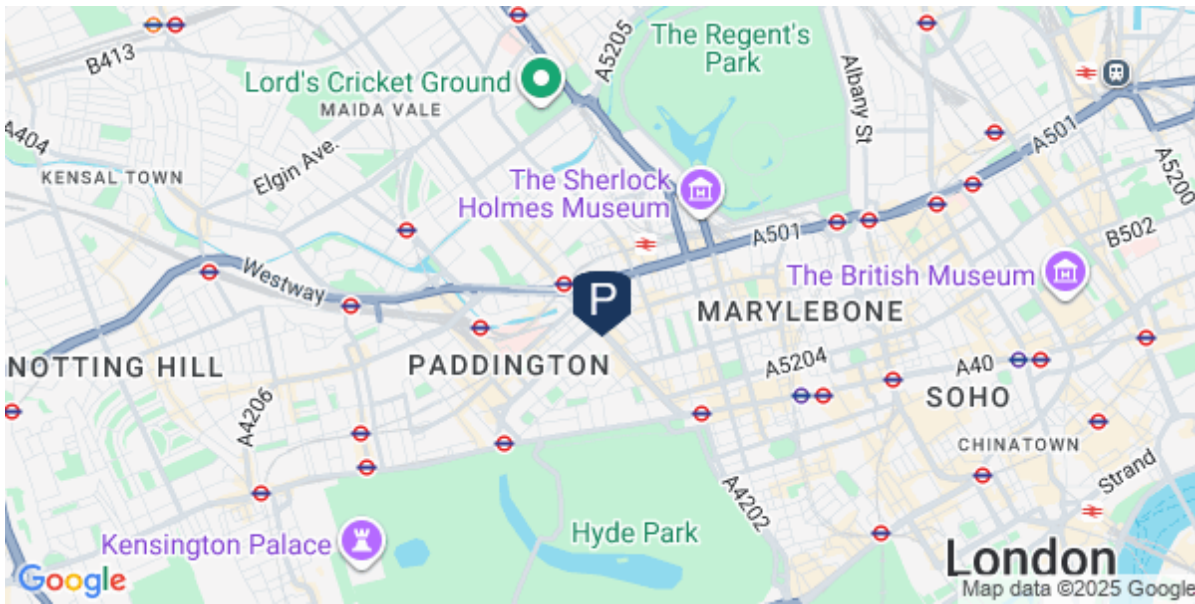 B413
A5205
The Regent's
Park
Albany St
Lord's Cricket Ground
MAIDA VALE
A404
Elgin Ave.
KENSAL TOWN
A501
A5200
The Sherlock
Holmes Museum
A501
B502
Westway
The British Museum
P
MARYLEBONE
NOTTING HILL
PADDINGTON
A5204
A40
A4206
SOHO
CHINATOWN
Strand
A4202
Kensington Palace
Hyde Park
London
Google
Map data ©2025 Google